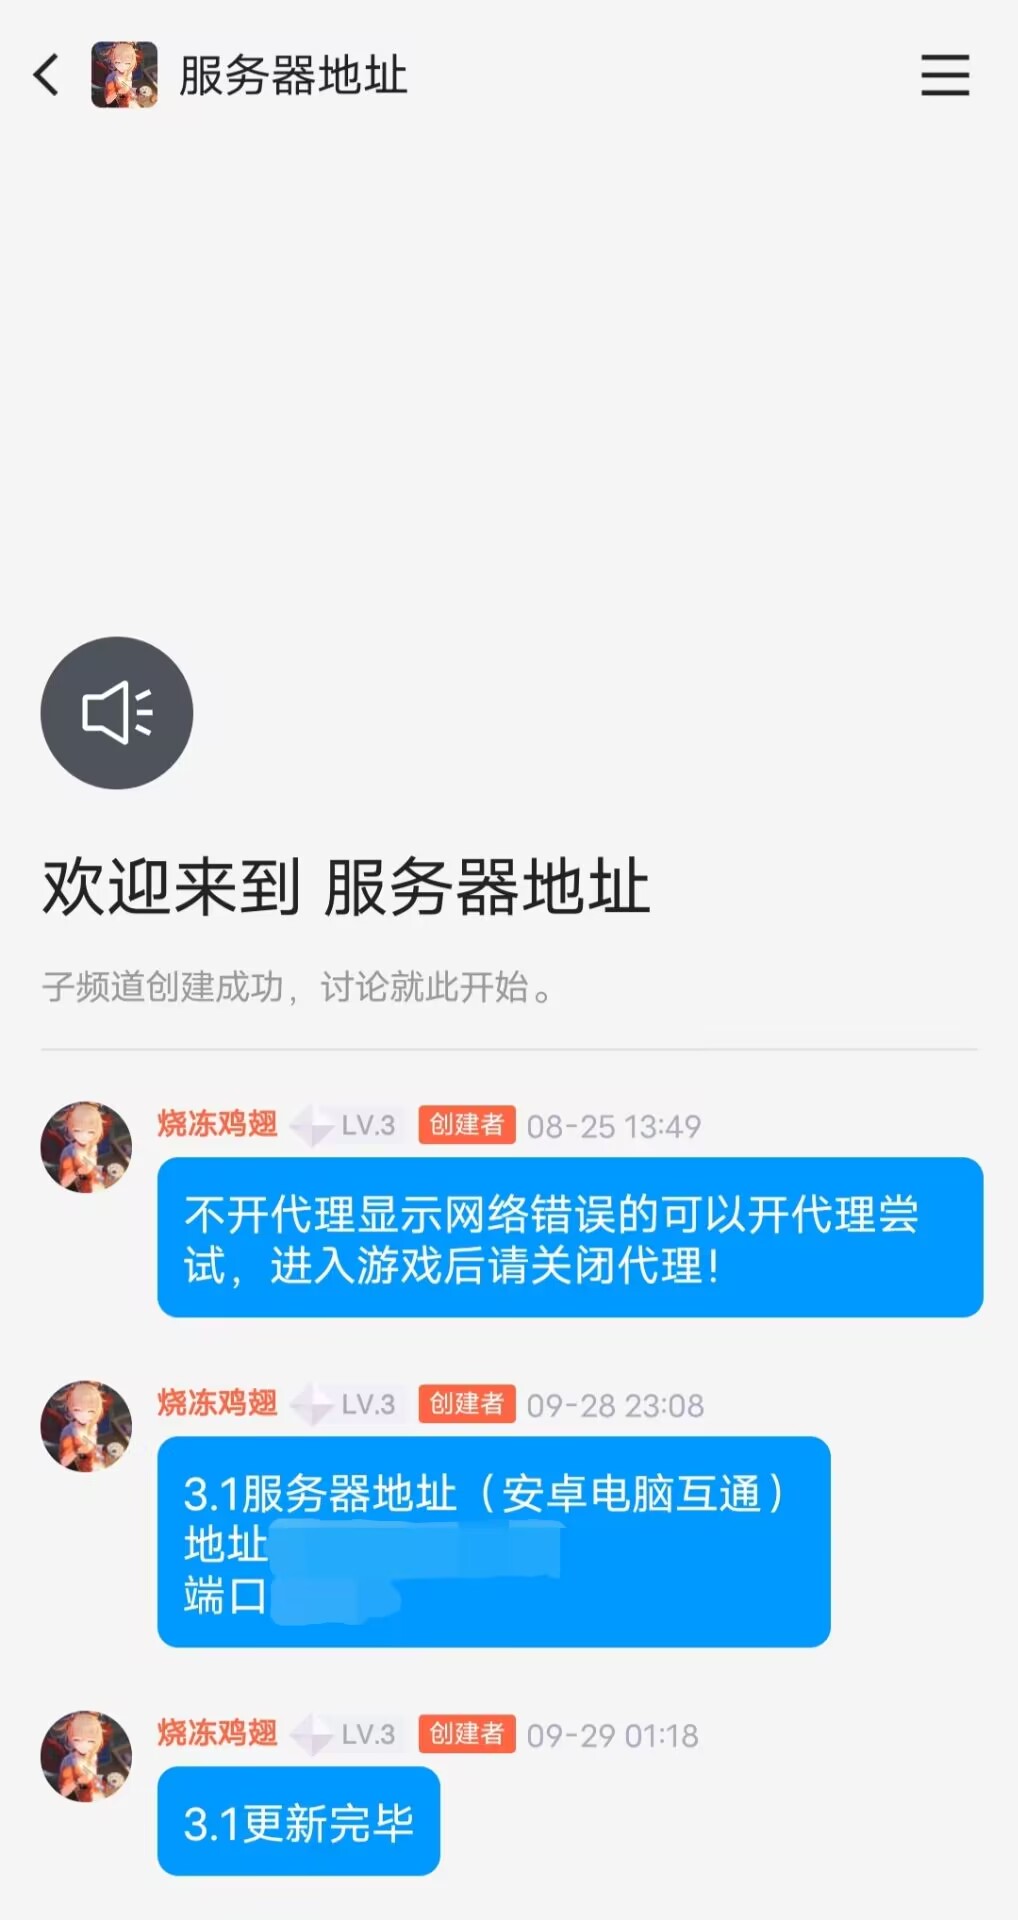 服务器地址
欢迎来到 服务器地址
子频道创建成功，讨论就此开始。
烧冻鸡翅 LV.3 创建者 08-25 13:49
不开代理显示网络错误的可以开代理尝
试，进入游戏后请关闭代理！
烧冻鸡翅 LV.3 创建者 09-28 23:08
3.1服务器地址（安卓电脑互通）
地址
端口
烧冻鸡翅 LV.3 创建者 09-29 01:18
3.1更新完毕